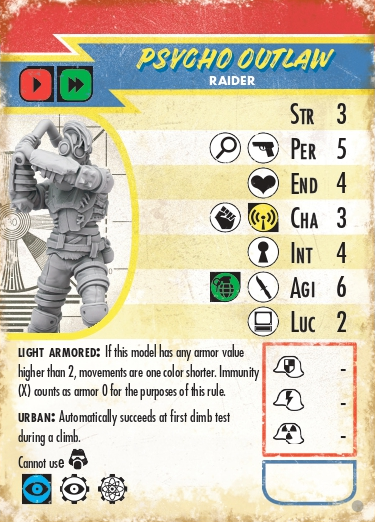 PSYCHO OUTLAW
RAIDER
STR 3
PER 5
END 4
CHA 3
INT 4
AGI 6
LUC 2
LIGHT ARMORED: If this model has any armor value
higher than 2, movements are one color shorter. Immunity
(X) counts as armor 0 for the purposes of this rule.
URBAN: Automatically succeeds at first climb test
during a climb.
Cannot use
-
-
-